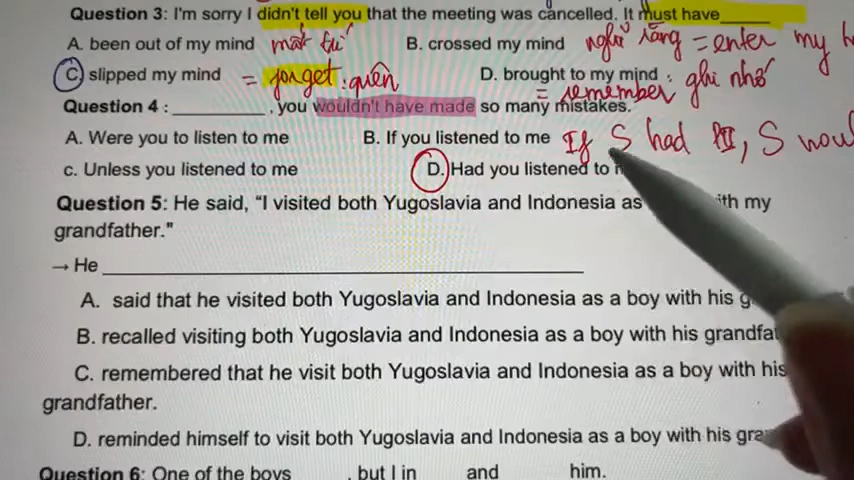 Question 3: I'm sorry I didn't tell you that the meeting was cancelled. It must have_____
A. been out of my mind mất trí B. crossed my mind nghĩ rằng = enter my
C. slipped my mind = forget : quên D. brought to my mind : ghi nhớ
= remember
Question 4 : _________ , you wouldn't have made so many mistakes.
A. Were you to listen to me B. If you listened to me If S had PII, S
c. Unless you listened to me D. Had you listened to
Question 5: He said, "I visited both Yugoslavia and Indonesia as with my
grandfather."
→ He ____________________
A. said that he visited both Yugoslavia and Indonesia as a boy with his
B. recalled visiting both Yugoslavia and Indonesia as a boy with his
C. remembered that he visit both Yugoslavia and Indonesia as a boy with his
grandfather.
D. reminded himself to visit both Yugoslavia and Indonesia as a boy with his
Question 6: One of the boys _____ , but I in _____ and _____ him.